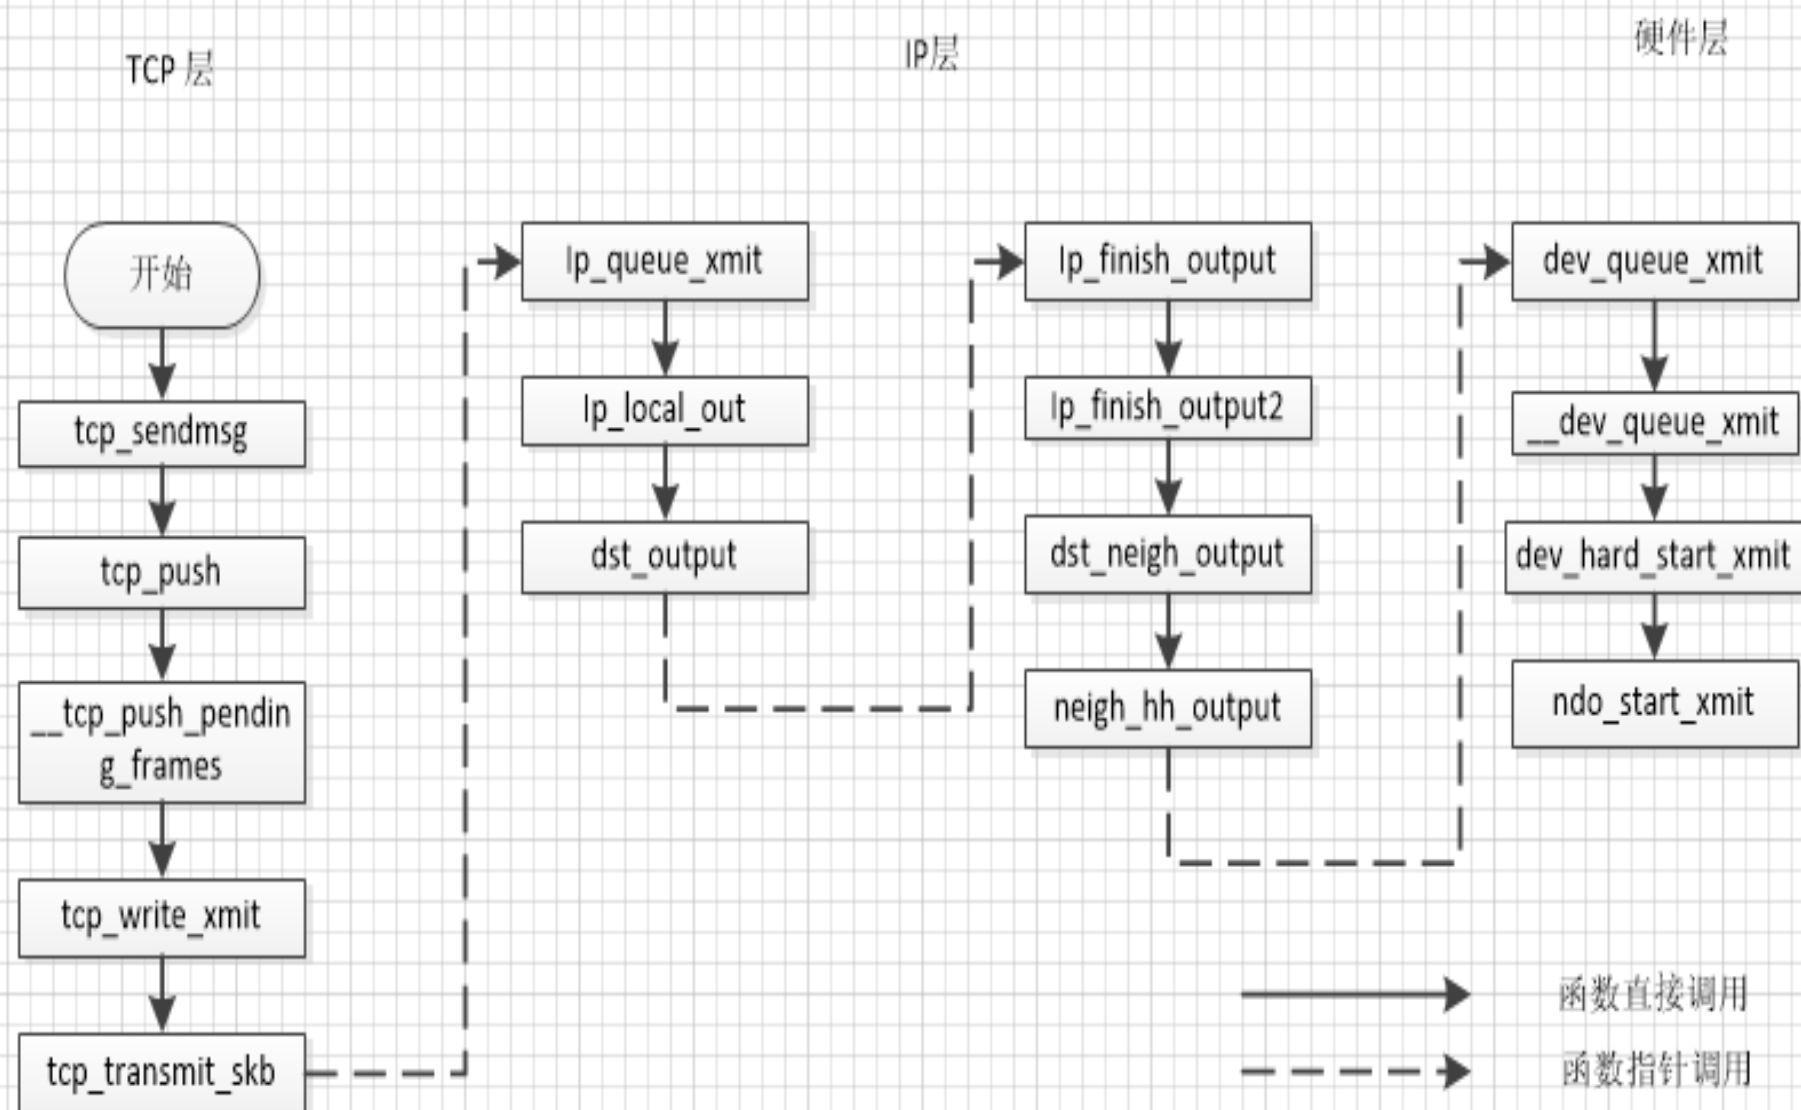 TCP 层
IP层
硬件层
开始
tcp_sendmsg
tcp_push
__tcp_push_pendin
g_frames
tcp_write_xmit
tcp_transmit_skb
Ip_queue_xmit
Ip_local_out
dst_output
Ip_finish_output
Ip_finish_output2
dst_neigh_output
neigh_hh_output
dev_queue_xmit
__dev_queue_xmit
dev_hard_start_xmit
ndo_start_xmit
函数直接调用
函数指针调用